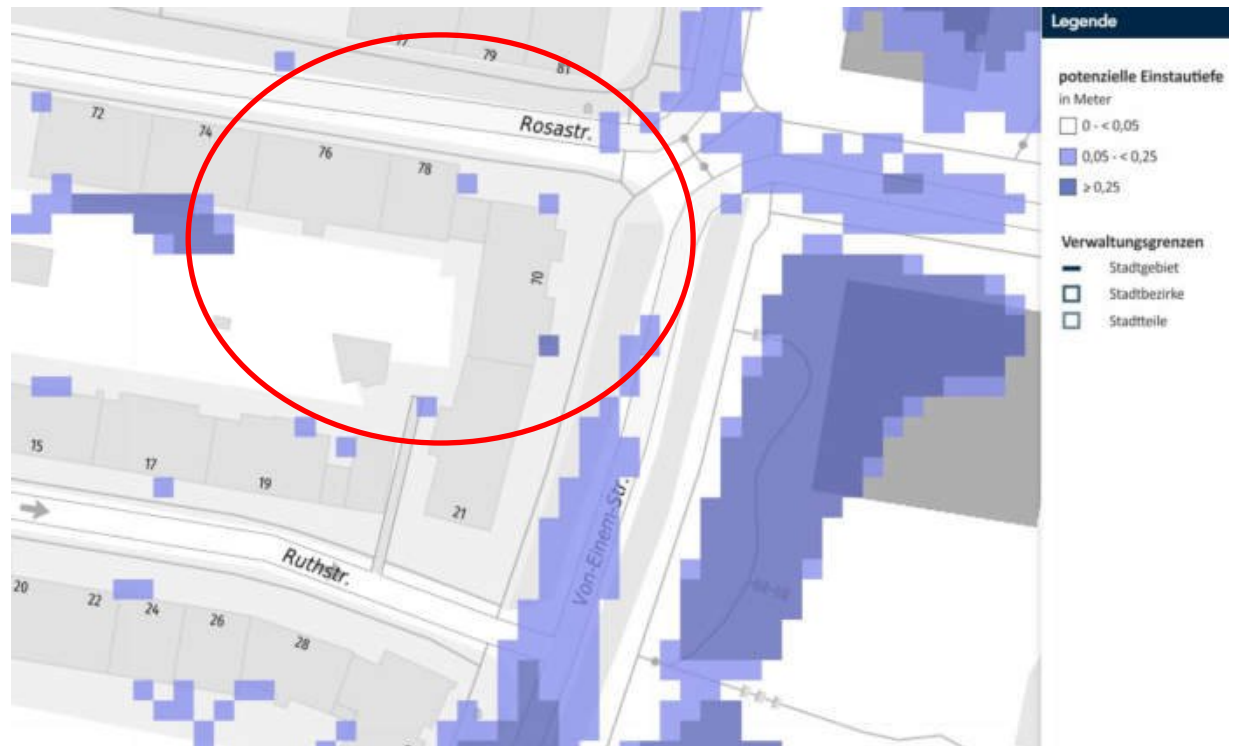 77
79
81
Rosastr.
72
74
76
78
70
15
17
19
21
Ruthstr.
Von-Einem-Str.
20
22
24
26
28
Legende
potenzielle Einstautiefe
in Meter
0 - < 0,05
0,05 - < 0,25
≥ 0,25
Verwaltungsgrenzen
Stadtgebiet
Stadtbezirke
Stadtteile